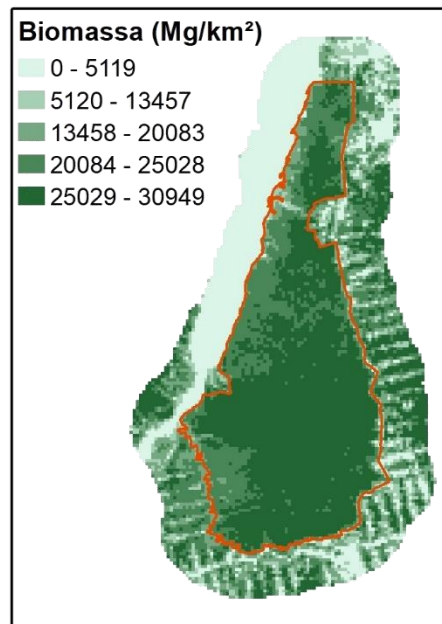 Biomassa (Mg/km²)
0 - 5119
5120 - 13457
13458 - 20083
20084 - 25028
25029 - 30949